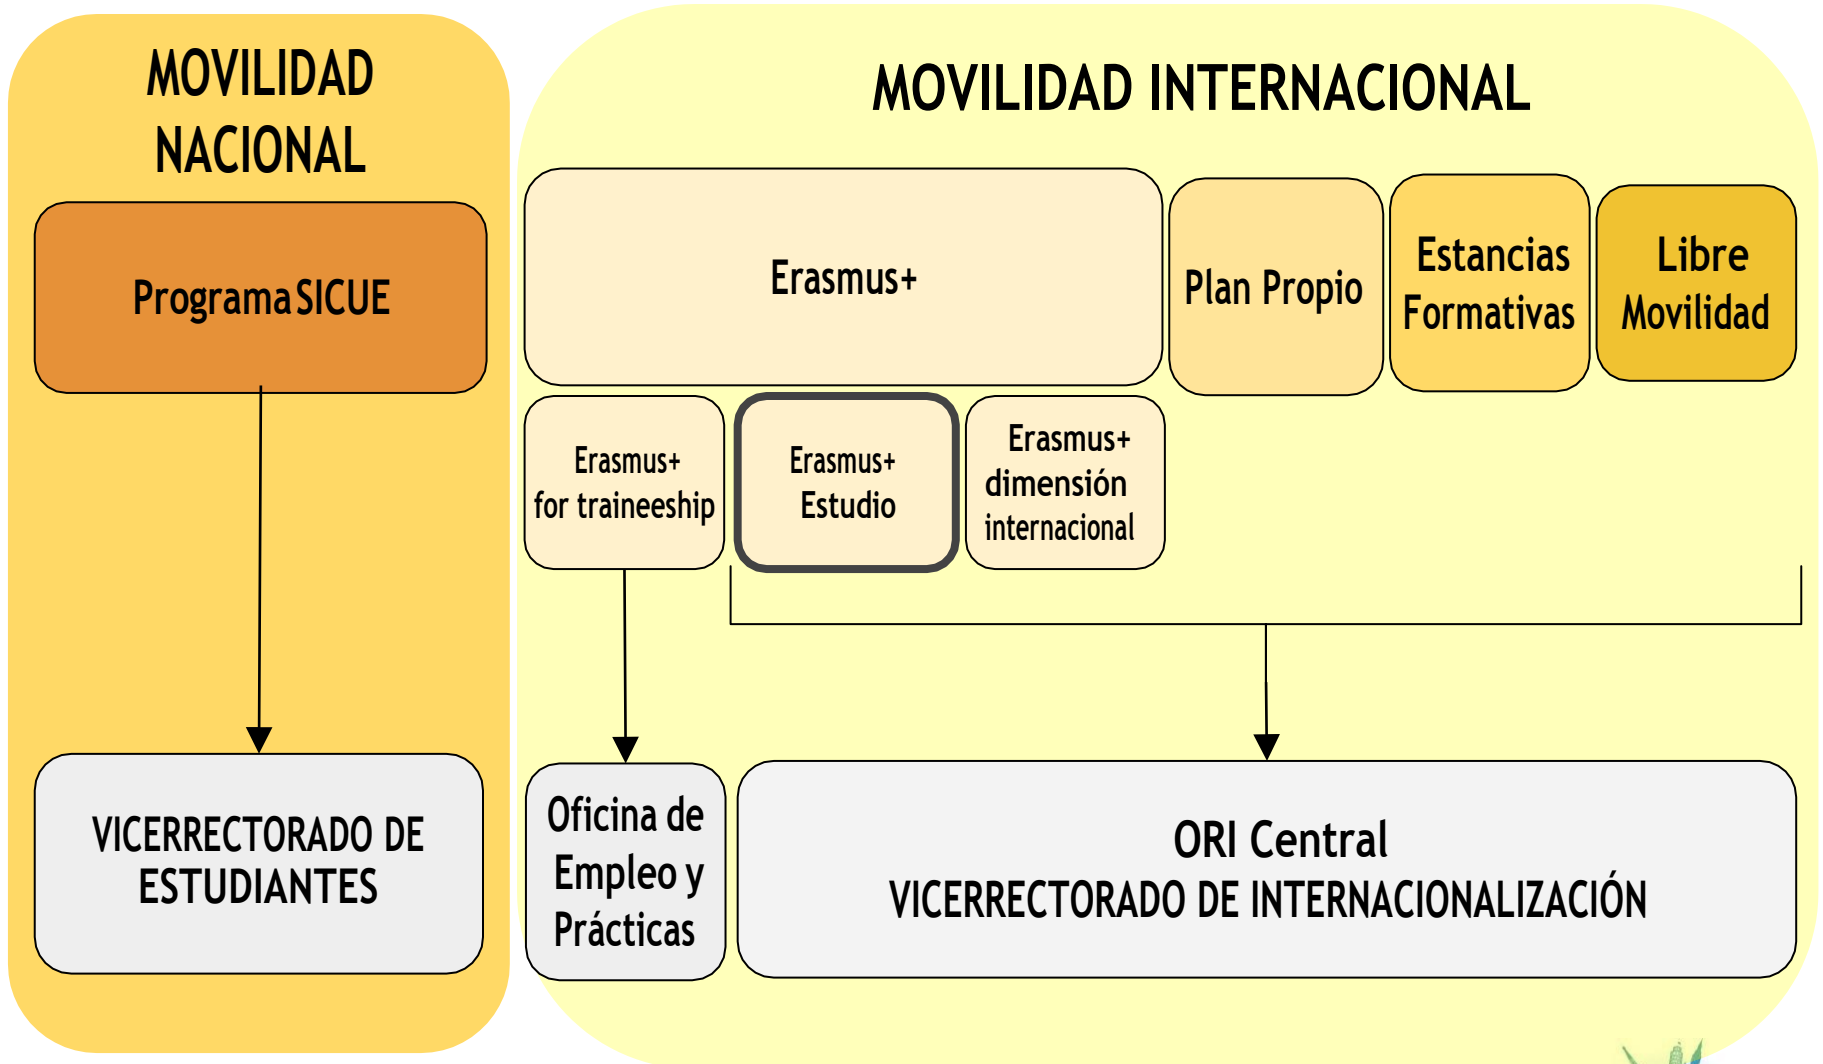 MOVILIDAD
NACIONAL
Programa SICUE
VICERRECTORADO DE
ESTUDIANTES
MOVILIDAD INTERNACIONAL
Erasmus+
Plan Propio
Estancias
Formativas
Libre
Movilidad
Erasmus+
for traineeship
Erasmus+
Estudio
Erasmus+
dimensión
internacional
Oficina de
Empleo y
Prácticas
ORI Central
VICERRECTORADO DE INTERNACIONALIZACIÓN